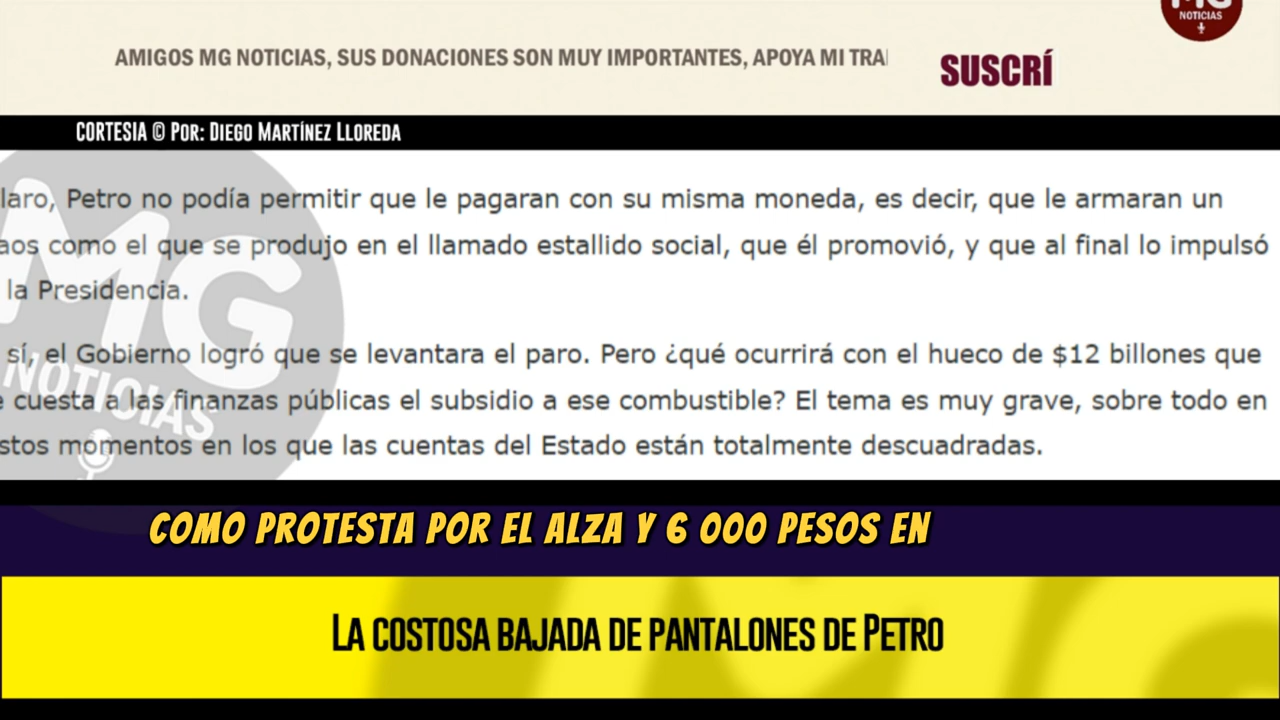 MG
NOTICIAS
AMIGOS MG NOTICIAS, SUS DONACIONES SON MUY IMPORTANTES, APOYA MI TRA
SUSCRÍ
CORTESIA © POR: DIEGO MARTÍNEZ LLOREDA
laro, Petro no podía permitir que le pagaran con su misma moneda, es decir, que le armaran un
aos como el que se produjo en el llamado estallido social, que él promovió, y que al final lo impulsó
la Presidencia.
sí, el Gobierno logró que se levantara el paro. Pero ¿qué ocurrirá con el hueco de $12 billones que
e cuesta a las finanzas públicas el subsidio a ese combustible? El tema es muy grave, sobre todo en
stos momentos en los que las cuentas del Estado están totalmente descuadradas.
MG
NOTICIAS
COMO PROTESTA POR EL ALZA Y 6 000 PESOS EN
LA COSTOSA BAJADA DE PANTALONES DE PETRO